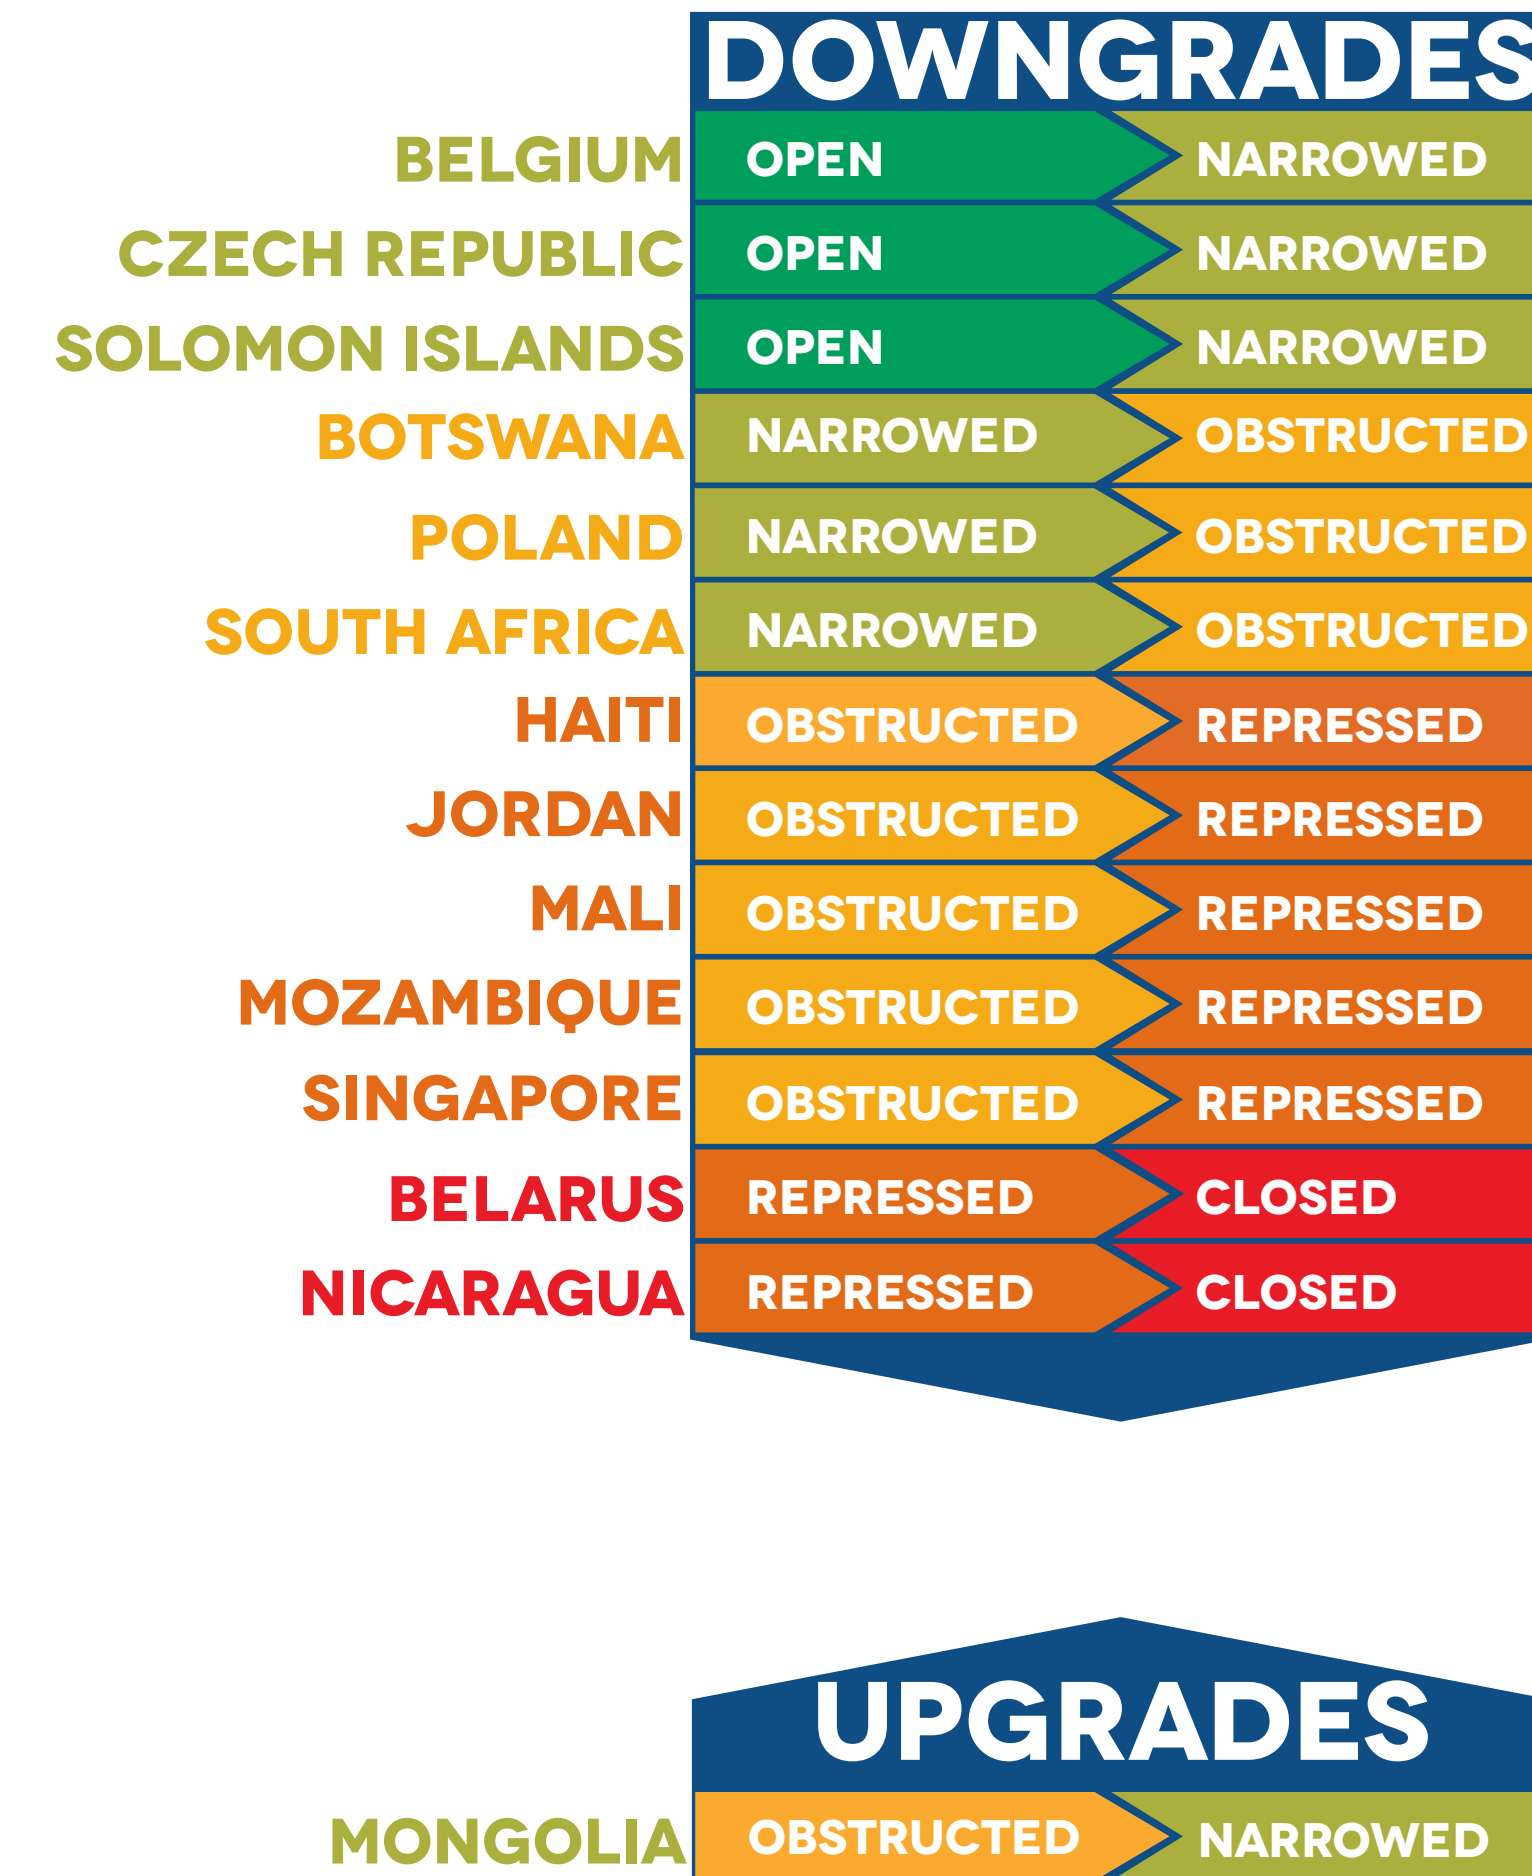 DOWNGRADES
BELGIUM OPEN NARROWED
CZECH REPUBLIC OPEN NARROWED
SOLOMON ISLANDS OPEN NARROWED
BOTSWANA NARROWED OBSTRUCTED
POLAND NARROWED OBSTRUCTED
SOUTH AFRICA NARROWED OBSTRUCTED
HAITI OBSTRUCTED REPRESSED
JORDAN OBSTRUCTED REPRESSED
MALI OBSTRUCTED REPRESSED
MOZAMBIQUE OBSTRUCTED REPRESSED
SINGAPORE OBSTRUCTED REPRESSED
BELARUS REPRESSED CLOSED
NICARAGUA REPRESSED CLOSED
UPGRADES
MONGOLIA OBSTRUCTED NARROWED